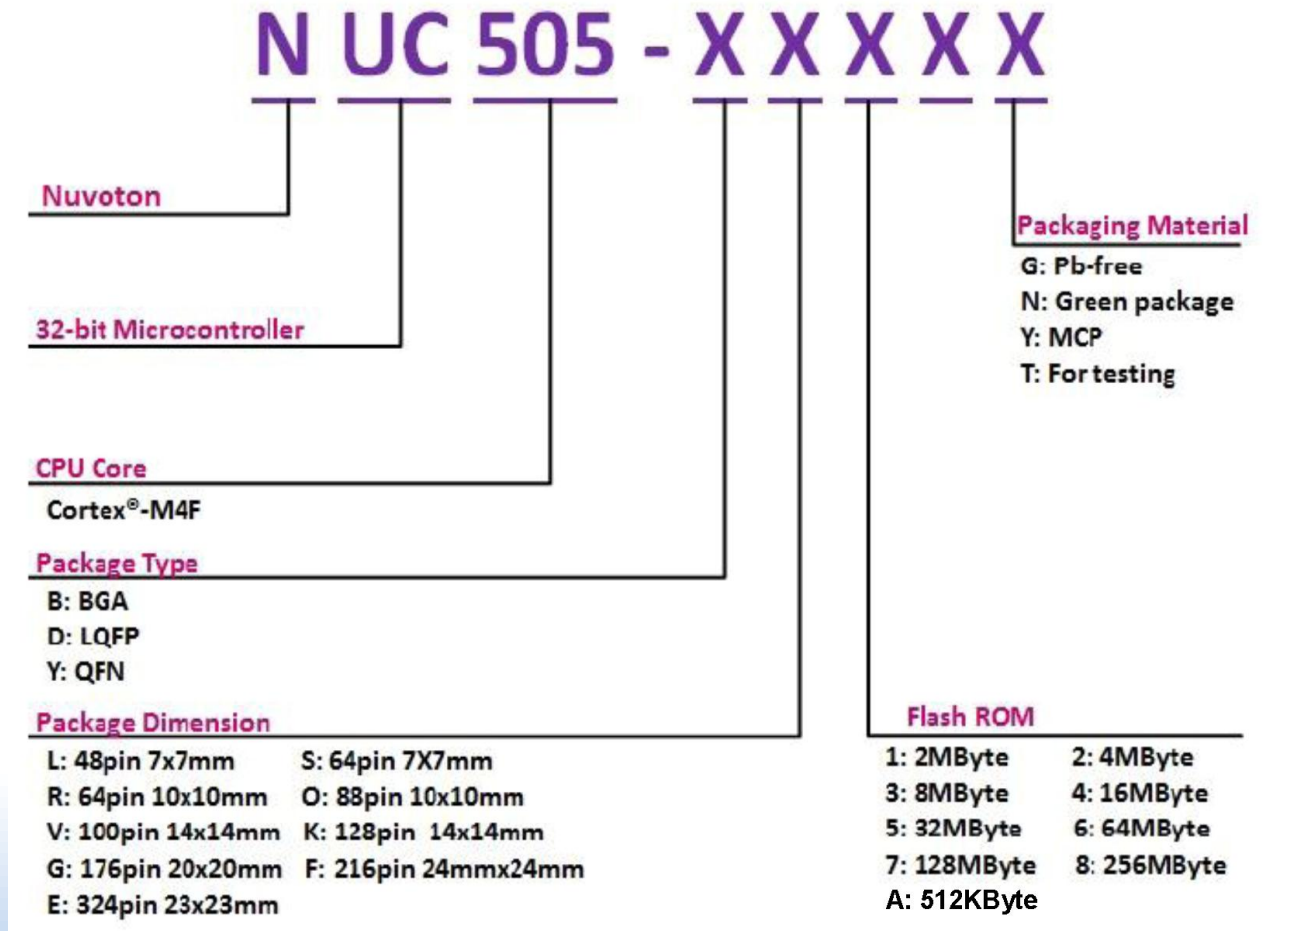 N UC 505 - X X X X X
Nuvoton
Packaging Material
G: Pb-free
N: Green package
Y: MCP
T: For testing
32-bit Microcontroller
CPU Core
Cortex®-M4F
Package Type
B: BGA
D: LQFP
Y: QFN
Package Dimension
L: 48pin 7x7mm S: 64pin 7X7mm
R: 64pin 10x10mm O: 88pin 10x10mm
V: 100pin 14x14mm K: 128pin 14x14mm
G: 176pin 20x20mm F: 216pin 24mmx24mm
E: 324pin 23x23mm
Flash ROM
1: 2MByte 2: 4MByte
3: 8MByte 4: 16MByte
5: 32MByte 6: 64MByte
7: 128MByte 8: 256MByte
A: 512KByte